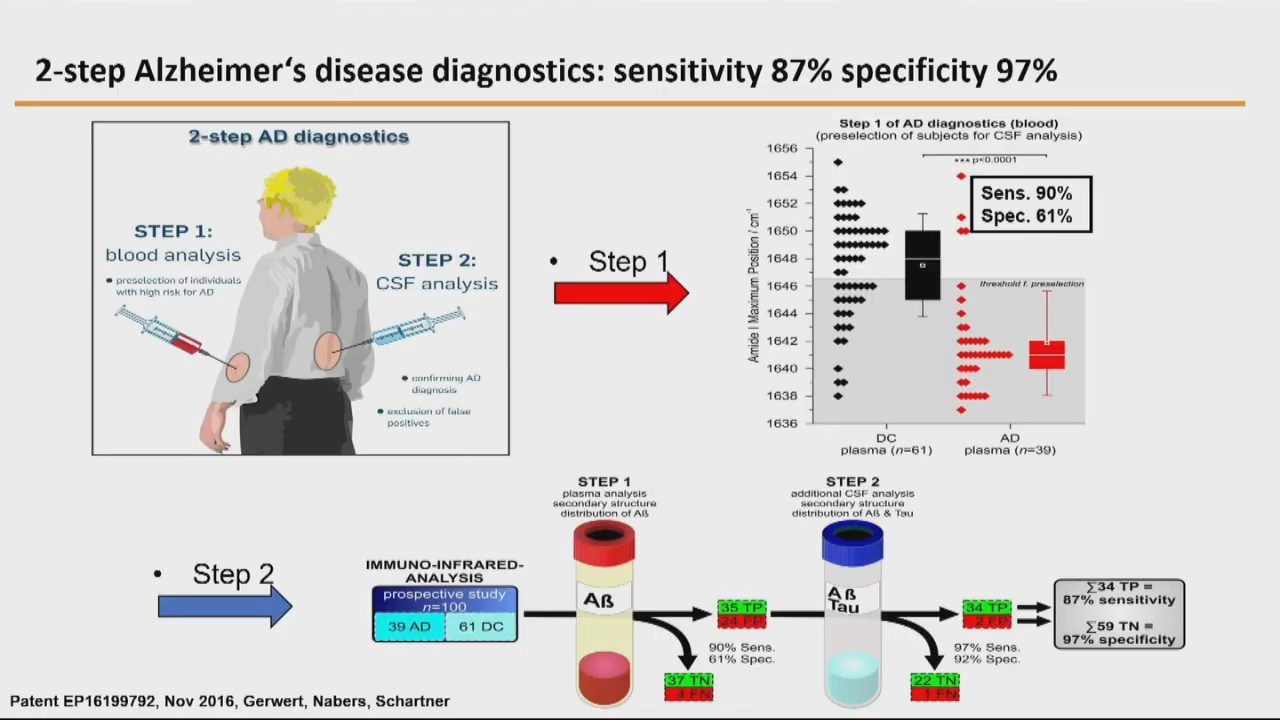 2-step Alzheimer‘s disease diagnostics: sensitivity 87% specificity 97%
2-step AD diagnostics
STEP 1:
blood analysis
• preselection of individuals
with high risk for AD
STEP 2:
CSF analysis
• confirming AD
diagnosis
• exclusion of false
positives
• Step 1
Step 1 of AD diagnostics (blood)
(preselection of subjects for CSF analysis)
*** p<0.0001
Sens. 90%
Spec. 61%
threshold f. preselection
Amide I Maximum Position / cm⁻¹
1656
1654
1652
1650
1648
1646
1644
1642
1640
1638
1636
DC
plasma (n=61)
AD
plasma (n=39)
• Step 2
IMMUNO-INFRARED-
ANALYSIS
prospective study
n=100
39 AD
61 DC
STEP 1
plasma analysis
secondary structure
distribution of Aß
Aß
35 TP
24 FP
90% Sens.
61% Spec.
37 TN
4 FN
STEP 2
additional CSF analysis
secondary structure
distribution of Aß & Tau
Aß
Tau
34 TP
2 FP
97% Sens.
92% Spec.
22 TN
1 FN
∑34 TP =
87% sensitivity
∑59 TN =
97% specificity
Patent EP16199792, Nov 2016, Gerwert, Nabers, Schartner